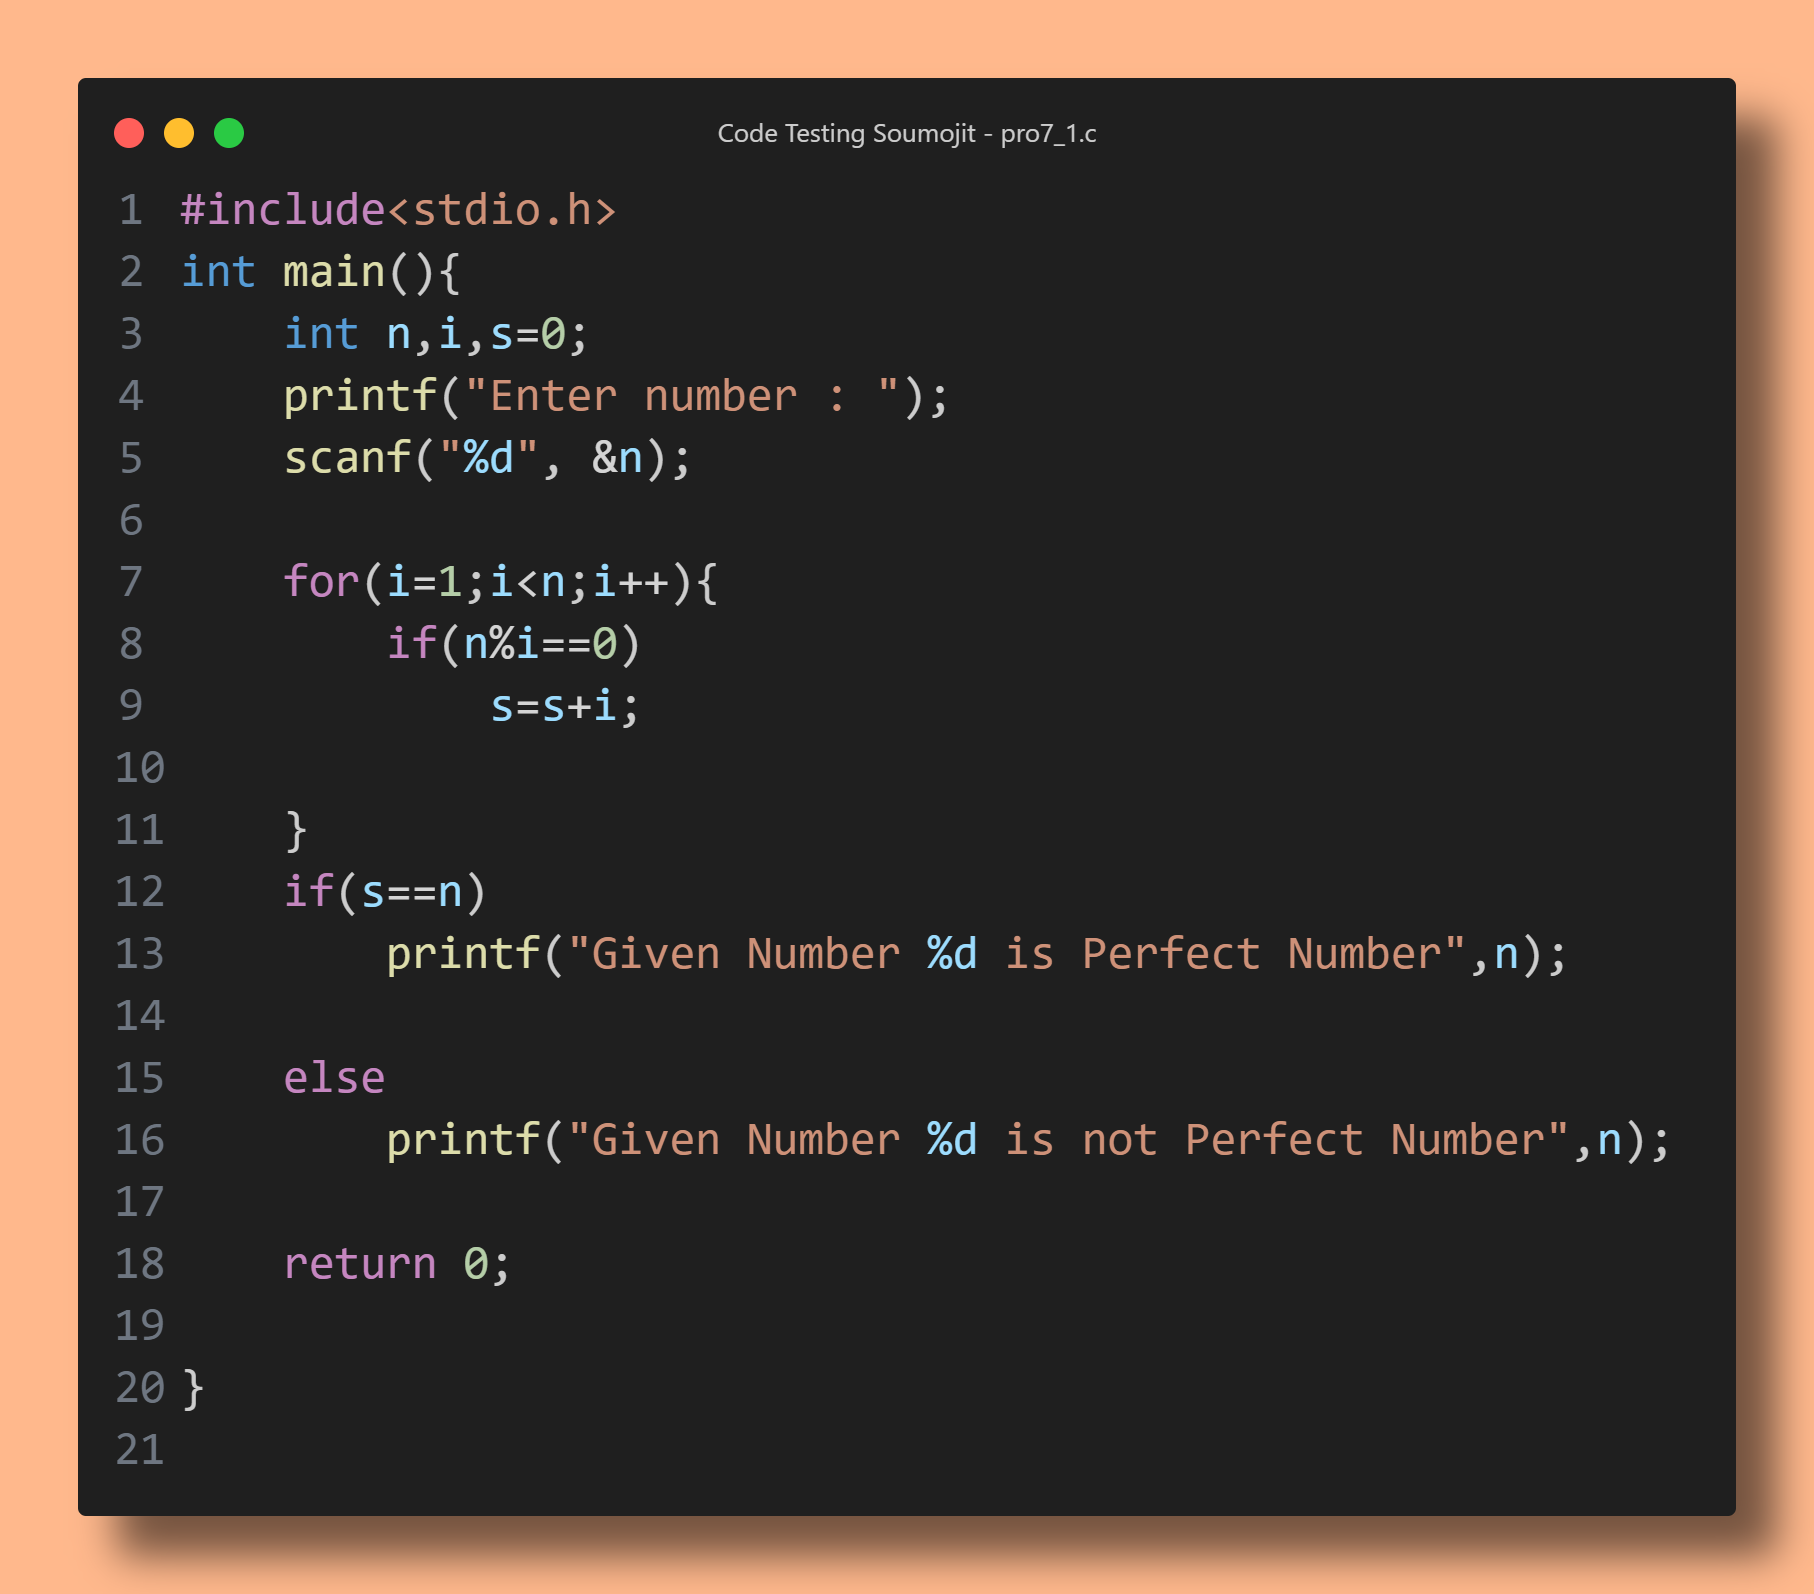 Code Testing Soumojit - pro7_1.c
1 #include<stdio.h>
2 int main(){
3     int n,i,s=0;
4     printf("Enter number : ");
5     scanf("%d", &n);
6
7     for(i=1;i<n;i++){
8         if(n%i==0)
9             s=s+i;
10
11     }
12     if(s==n)
13         printf("Given Number %d is Perfect Number",n);
14
15     else
16         printf("Given Number %d is not Perfect Number",n);
17
18     return 0;
19
20 }
21